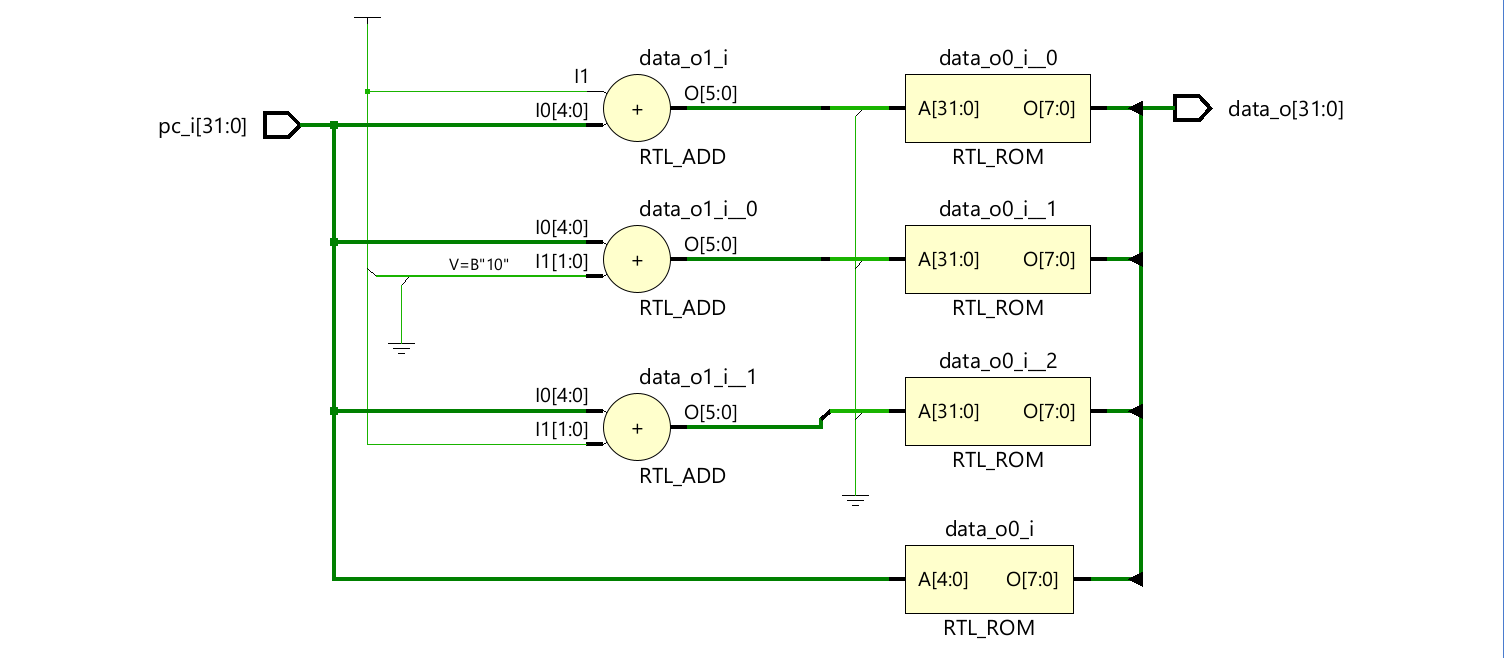 data_o1_i
data_o0_i__0
I1
O[5:0]
I0[4:0]
+
A[31:0]
O[7:0]
pc_i[31:0]
data_o[31:0]
RTL_ADD
RTL_ROM
data_o1_i__0
data_o0_i__1
I0[4:0]
O[5:0]
V=B"10"
I1[1:0]
+
A[31:0]
O[7:0]
RTL_ADD
RTL_ROM
data_o1_i__1
data_o0_i__2
I0[4:0]
O[5:0]
I1[1:0]
+
A[31:0]
O[7:0]
RTL_ADD
RTL_ROM
data_o0_i
A[4:0]
O[7:0]
RTL_ROM